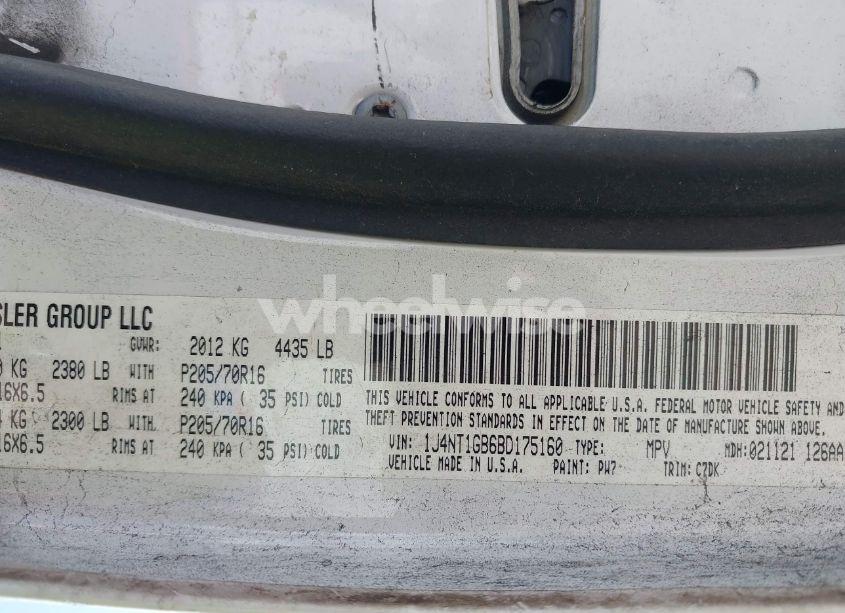 wheelwise
SLER GROUP LLC
GVWR: 2012 KG 4435 LB
KG 2380 LB WITH P205/70R16 TIRES
16X6.5 RIMS AT 240 KPA ( 35 PSI) COLD
KG 2300 LB WITH. P205/70R16 TIRES
16X6.5 RIMS AT 240 KPA ( 35 PSI) COLD
THIS VEHICLE CONFORMS TO ALL APPLICABLE U.S.A. FEDERAL MOTOR VEHICLE SAFETY AND
THEFT PREVENTION STANDARDS IN EFFECT ON THE DATE OF MANUFACTURE SHOWN ABOVE.
VIN: 1J4NT1GB6BD175160 TYPE: MPV MDH: 021121 126AA
VEHICLE MADE IN U.S.A. PAINT: PW7 TRIM: C7DK